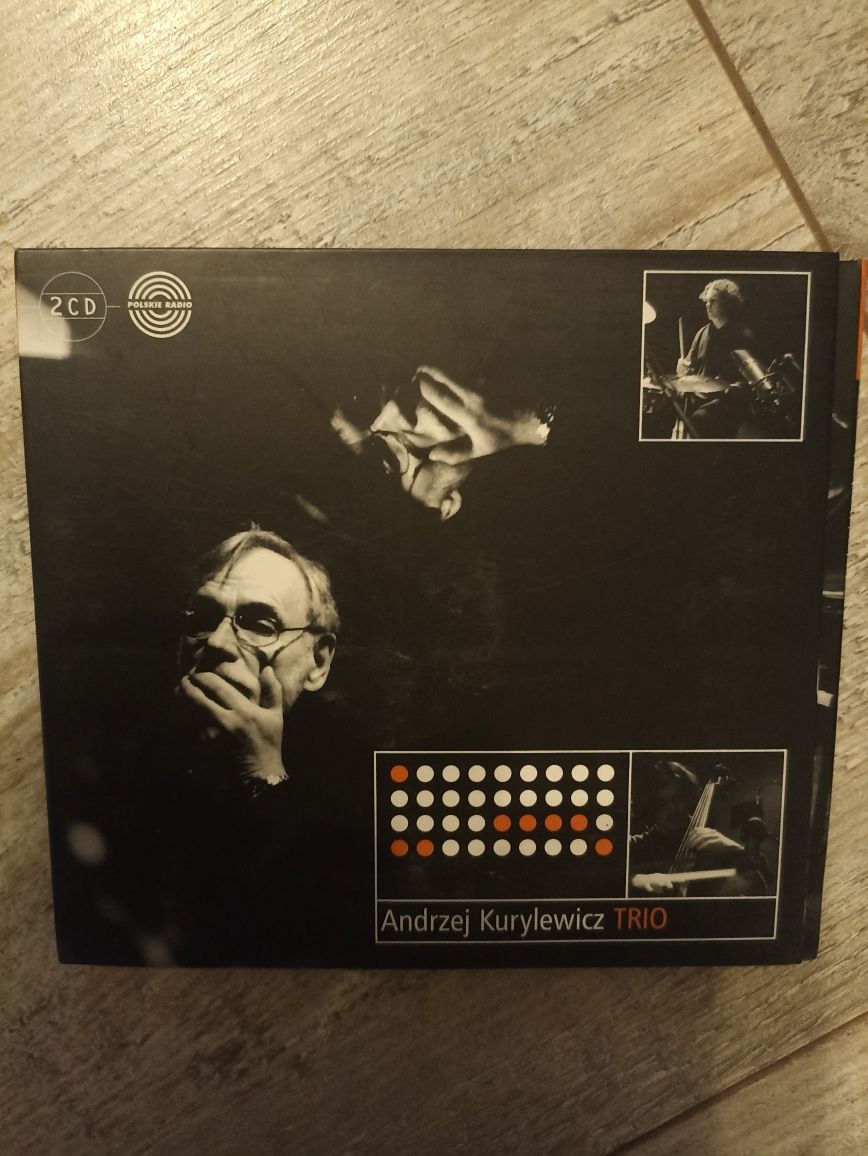 2CD
POLSKIE RADIO
Andrzej Kurylewicz TRIO